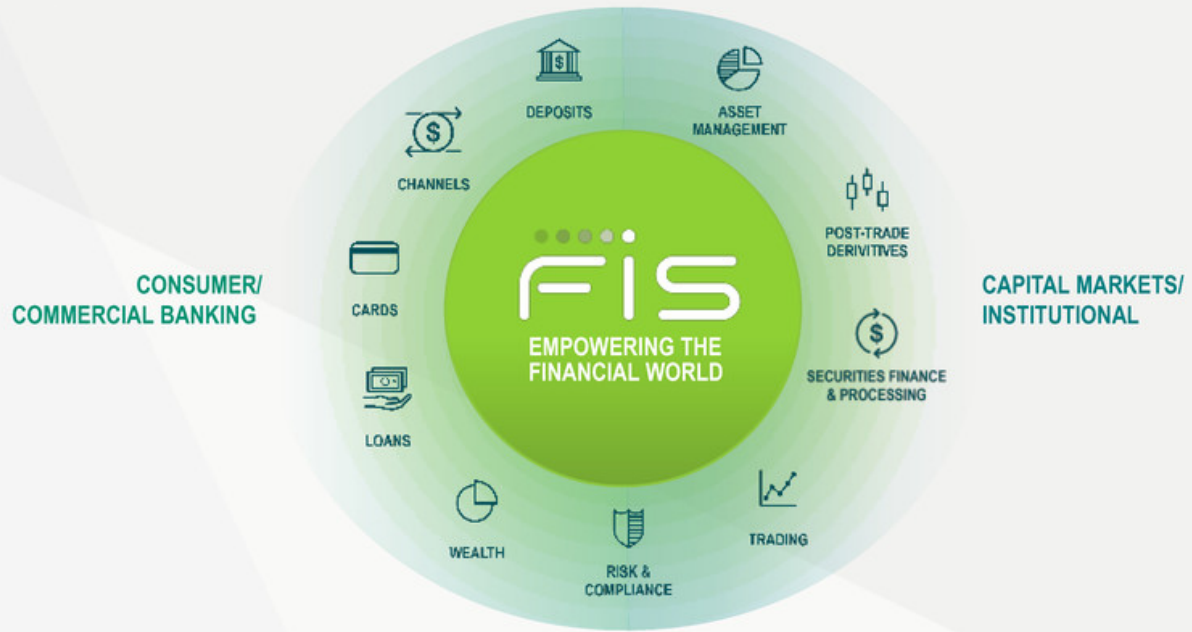 DEPOSITS
ASSET
MANAGEMENT
CHANNELS
POST-TRADE
DERIVITIVES
CONSUMER/
COMMERCIAL BANKING
CARDS
FIS
EMPOWERING THE
FINANCIAL WORLD
CAPITAL MARKETS/
INSTITUTIONAL
SECURITIES FINANCE
& PROCESSING
LOANS
WEALTH
RISK &
COMPLIANCE
TRADING